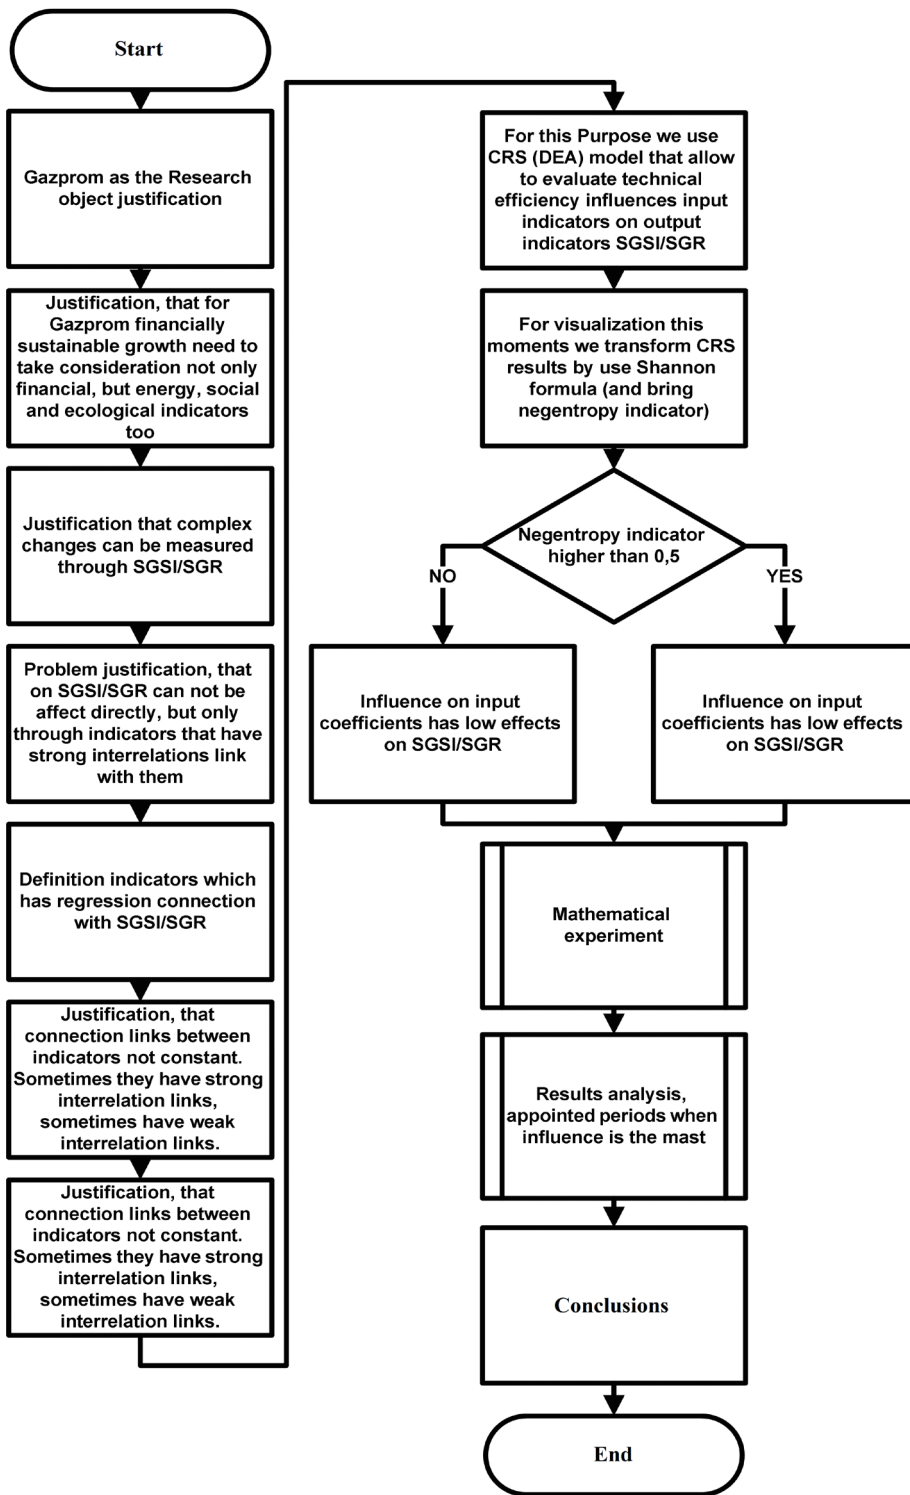 Start
Gazprom as the Research
object justification
Justification, that for
Gazprom financially
sustainable growth need to
take consideration not only
financial, but energy, social
and ecological indicators
too
Justification that complex
changes can be measured
through SGSI/SGR
Problem justification, that
on SGSI/SGR can not be
affect directly, but only
through indicators that have
strong interrelations link
with them
Definition indicators which
has regression connection
with SGSI/SGR
Justification, that
connection links between
indicators not constant.
Sometimes they have strong
interrelation links,
sometimes have weak
interrelation links.
Justification, that
connection links between
indicators not constant.
Sometimes they have strong
interrelation links,
sometimes have weak
interrelation links.
For this Purpose we use
CRS (DEA) model that allow
to evaluate technical
efficiency influences input
indicators on output
indicators SGSI/SGR
For visualization this
moments we transform CRS
results by use Shannon
formula (and bring
negentropy indicator)
Negentropy indicator
higher than 0,5
NO
YES
Influence on input
coefficients has low effects
on SGSI/SGR
Influence on input
coefficients has low effects
on SGSI/SGR
Mathematical
experiment
Results analysis,
appointed periods when
influence is the mast
Conclusions
End